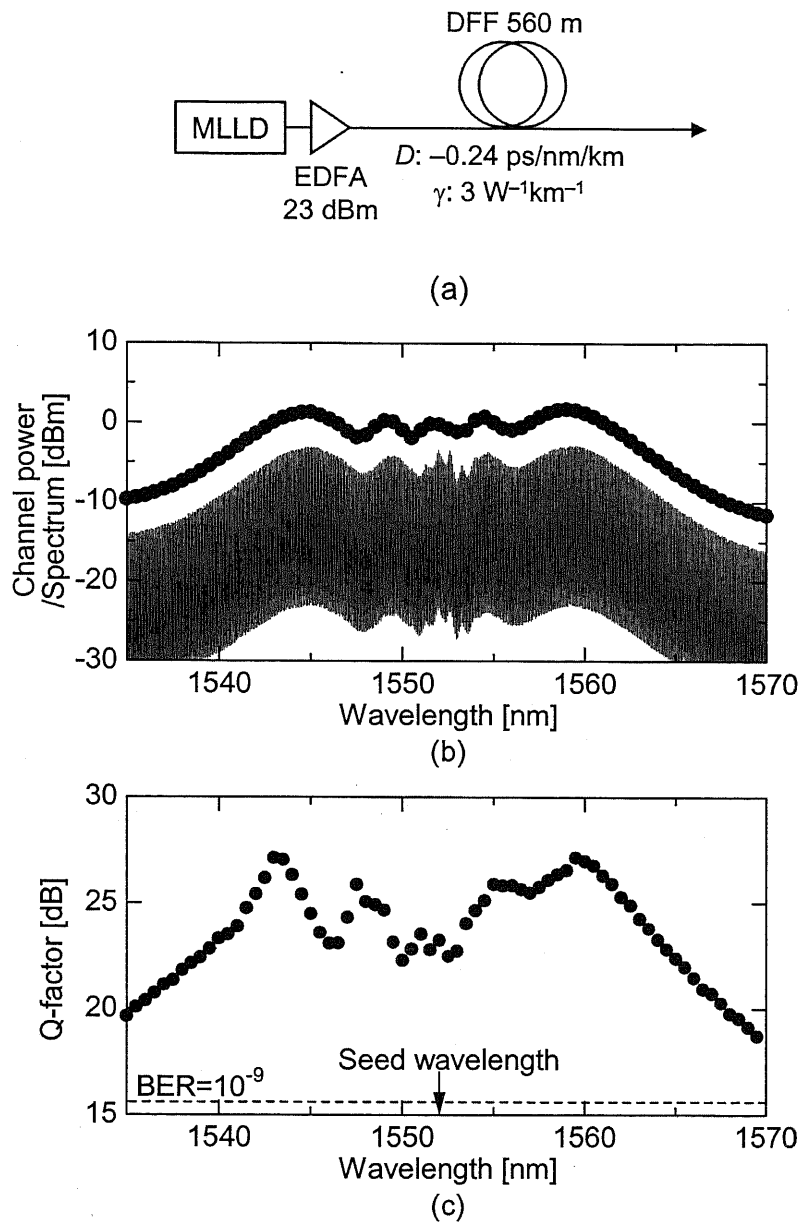 DFF 560 m
MLLD
EDFA
23 dBm
D: –0.24 ps/nm/km
γ: 3 W⁻¹km⁻¹
(a)
Channel power
/Spectrum [dBm]
10
0
-10
-20
-30
1540
1550
1560
1570
Wavelength [nm]
(b)
Q-factor [dB]
30
25
20
15
Seed wavelength
BER=10⁻⁹
1540
1550
1560
1570
Wavelength [nm]
(c)